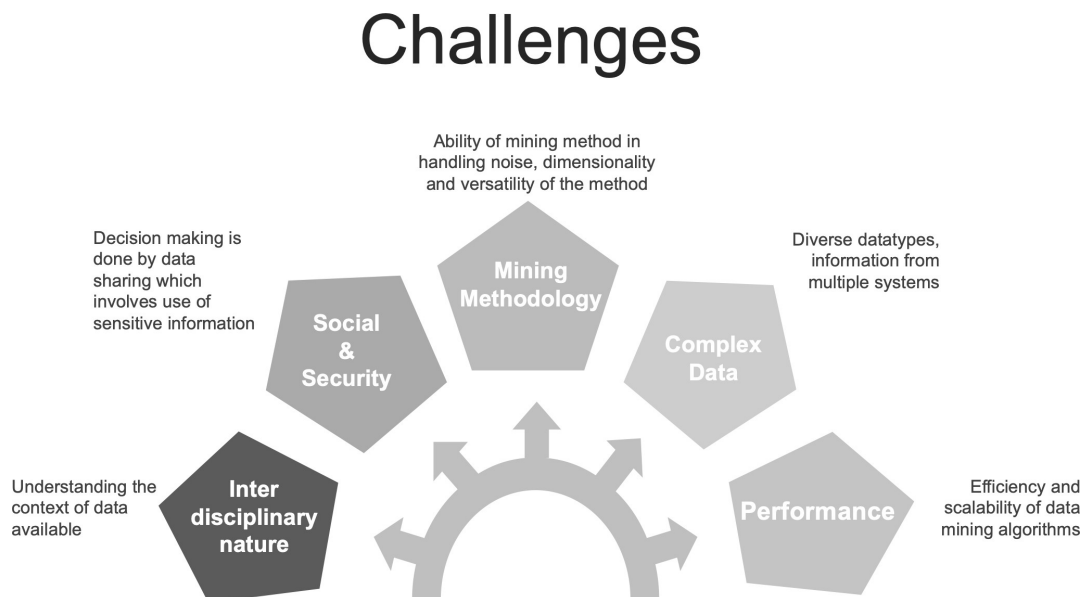 Challenges
Ability of mining method in
handling noise, dimensionality
and versatility of the method
Decision making is
done by data
sharing which
involves use of
sensitive information
Diverse datatypes,
information from
multiple systems
Mining
Methodology
Social
&
Security
Complex
Data
Understanding the
context of data
available
Inter
disciplinary
nature
Performance
Efficiency and
scalability of data
mining algorithms